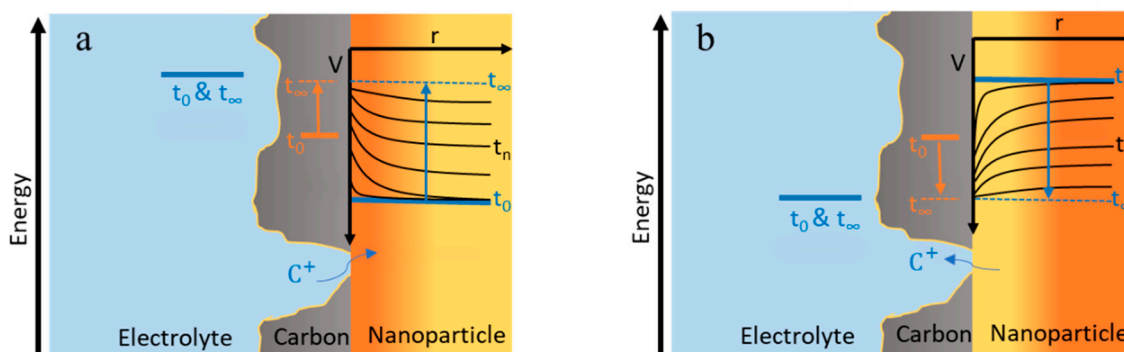 a
r
V
Energy
t₀ & t∞
t∞
t₀
t∞
tₙ
t₀
C⁺
Electrolyte
Carbon
Nanoparticle
b
r
V
Energy
t₀
t∞
t₀ & t∞
C⁺
Electrolyte
Carbon
Nanoparticle